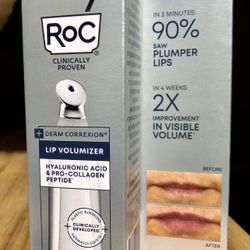 RoC
CLINICALLY
PROVEN
+ DERM CORREXION®
LIP VOLUMIZER
HYALURONIC ACID
& PRO-COLLAGEN
PEPTIDE
CLINICALLY
DEVELOPED
IN 3 MINUTES:
90%
SAW
PLUMPER
LIPS
IN 4 WEEKS:
2X
IMPROVEMENT
IN VISIBLE
VOLUME*
BEFORE
AFTER